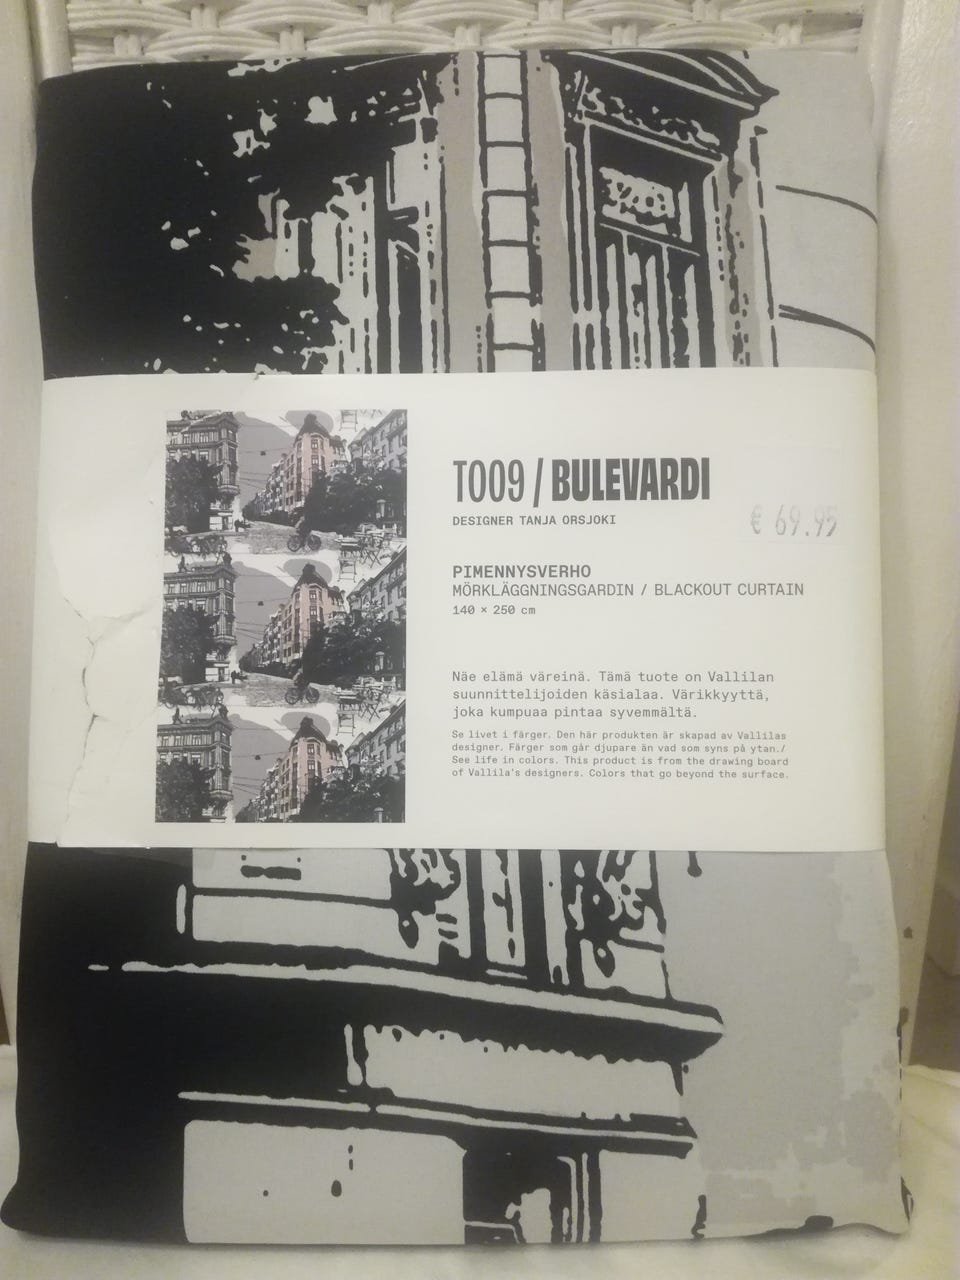 T009 / BULEVARDI
DESIGNER TANJA ORSJOKI
€ 69.95
PIMENNYSVERHO
MÖRKLÄGGNINGSGARDIN / BLACKOUT CURTAIN
140 × 250 cm
Näe elämä väreinä. Tämä tuote on Vallilan
suunnittelijoiden käsialaa. Värikkyyttä,
joka kumpuaa pintaa syvemmältä.
Se livet i färger. Den här produkten är skapad av Vallilas
designer. Färger som går djupare än vad som syns på ytan./
See life in colors. This product is from the drawing board
of Vallila's designers. Colors that go beyond the surface.